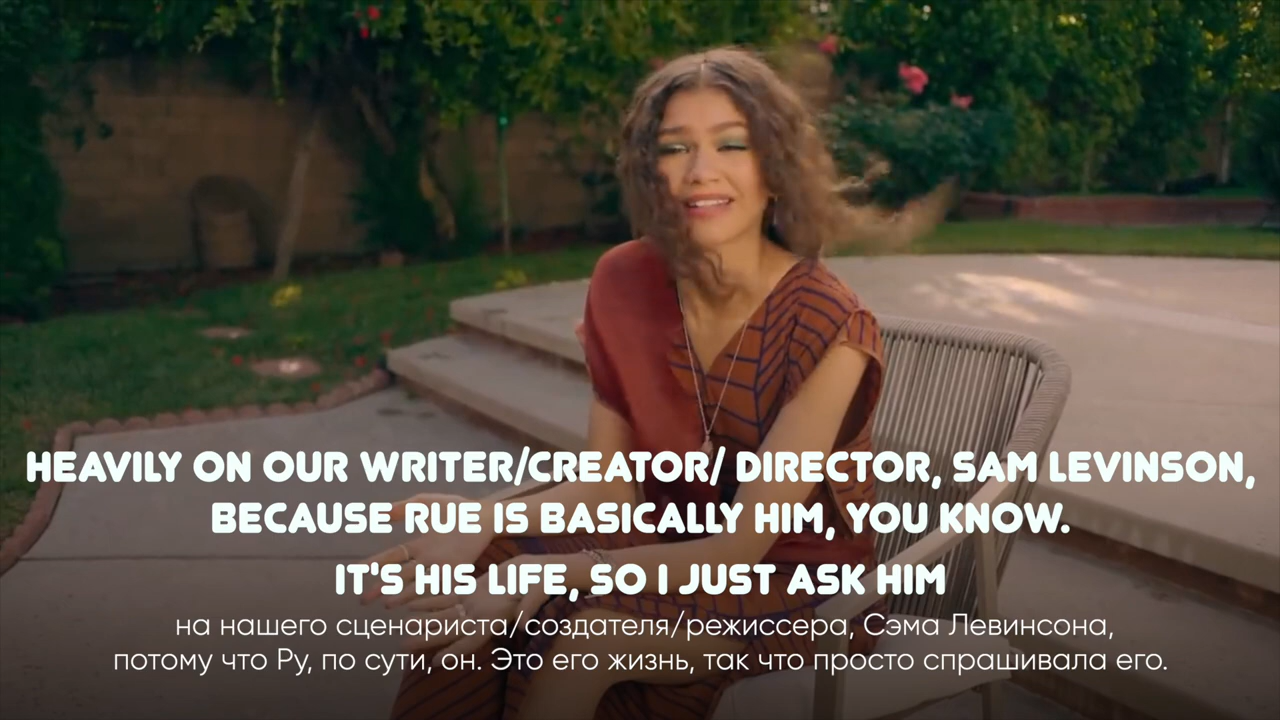 HEAVILY ON OUR WRITER/CREATOR/ DIRECTOR, SAM LEVINSON,
BECAUSE RUE IS BASICALLY HIM, YOU KNOW.
IT'S HIS LIFE, SO I JUST ASK HIM
на нашего сценариста/создателя/режиссера, Сэма Левинсона,
потому что Ру, по сути, он. Это его жизнь, так что просто спрашивала его.